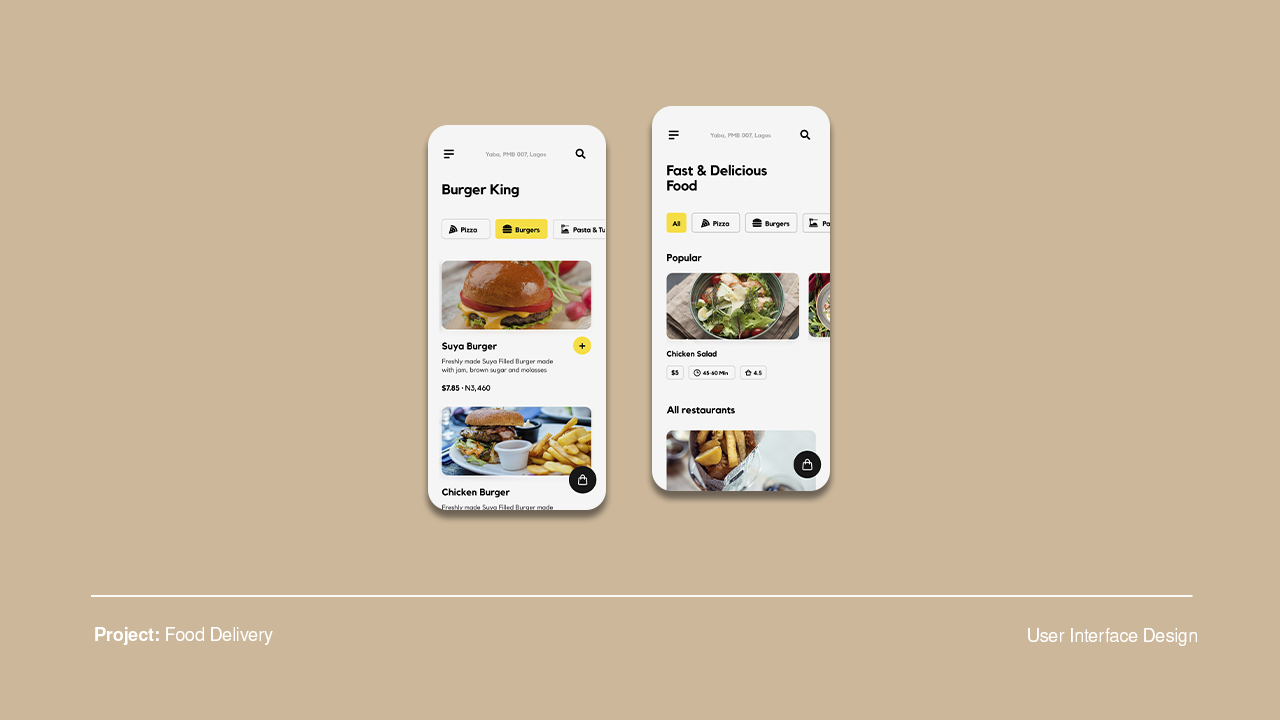 Yaba, PMB 007, Lagos
Burger King
Pizza
Burgers
Pasta & Tu
Suya Burger
+
Freshly made Suya Filled Burger made
with jam, brown sugar and molasses
$7.85 · N3,460
Chicken Burger
Freshly made Suya Filled Burger made
Yaba, PMB 007, Lagos
Fast & Delicious
Food
All
Pizza
Burgers
Pa
Popular
Chicken Salad
$5
45-60 Min
4.5
All restaurants
Project: Food Delivery
User Interface Design